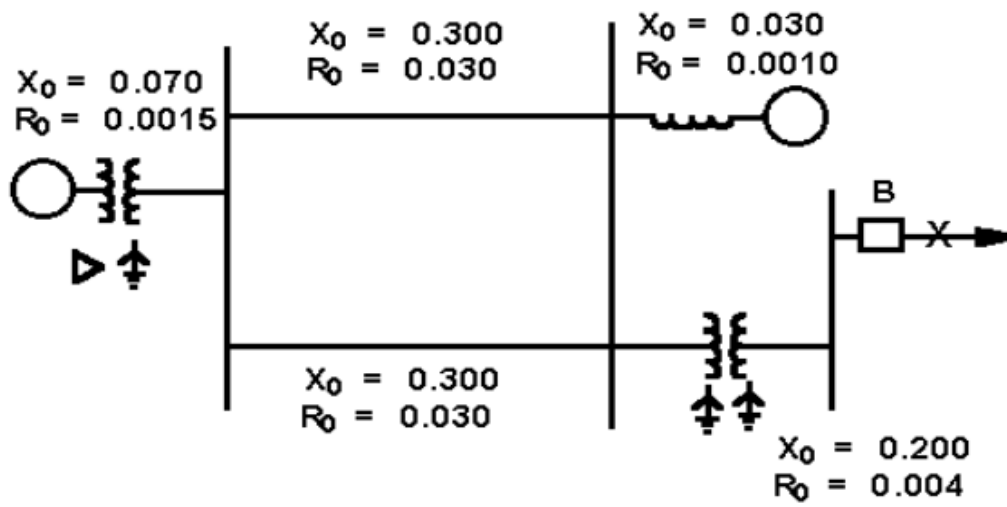 X₀ = 0.300
R₀ = 0.030
X₀ = 0.030
R₀ = 0.0010
X₀ = 0.070
R₀ = 0.0015
B
X
X₀ = 0.300
R₀ = 0.030
X₀ = 0.200
R₀ = 0.004